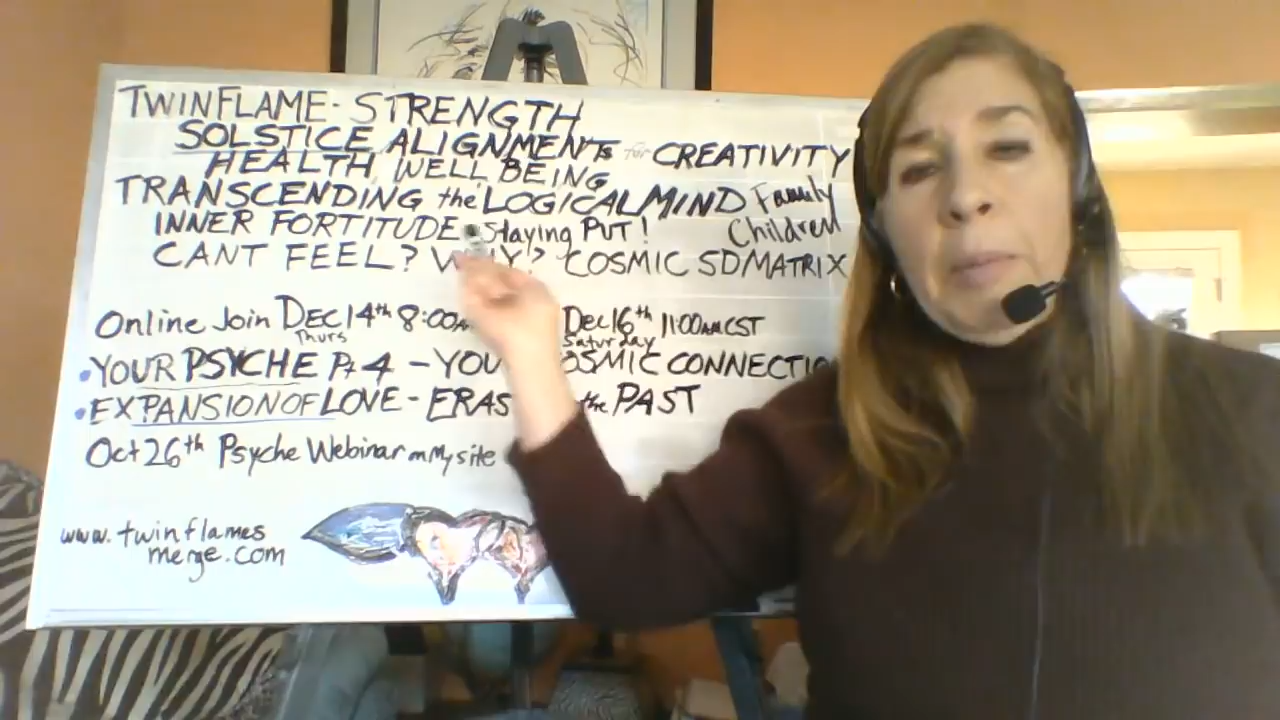 TWIN FLAME - STRENGTH
SOLSTICE ALIGNMENTS for CREATIVITY
HEALTH, WELL BEING
TRANSCENDING the LOGICAL MIND Family
INNER FORTITUDE Staying PUT! Children
CANT FEEL? WHY? COSMIC 5D MATRIX
Online Join DEC 14th 8:00 Dec 16th 11:00AM CST
Thurs Saturday
• YOUR PSYCHE Pt 4 - YOU COSMIC CONNECTIO
• EXPANSION OF LOVE - ERAS the PAST
Oct 26th Psyche Webinar on My site
www.twinflames
merge.com